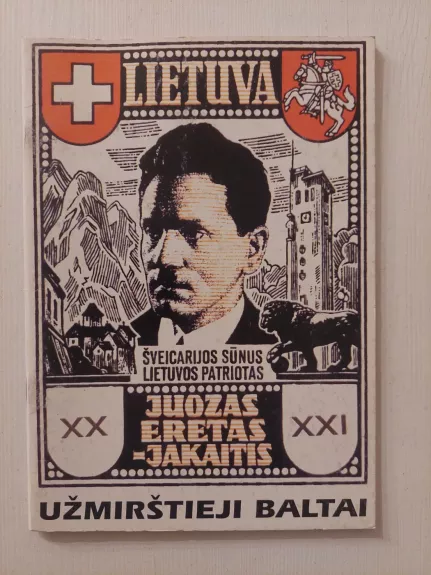 LIETUVA
ŠVEICARIJOS SŪNUS
LIETUVOS PATRIOTAS
XX
JUOZAS
ERETAS
-JAKAITIS
XXI
UŽMIRŠTIEJI BALTAI